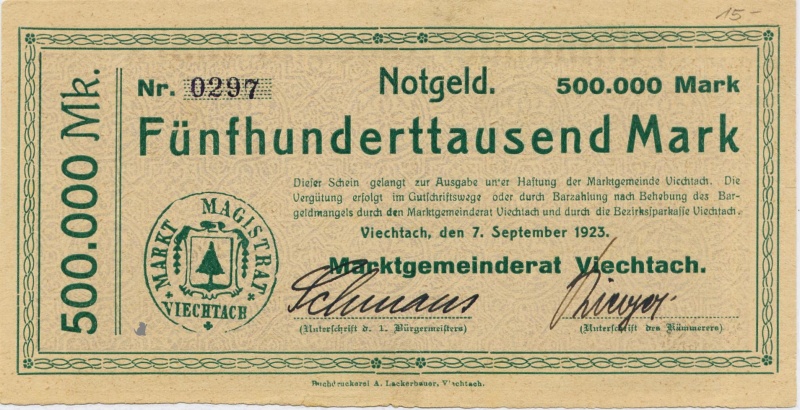 15-
500.000 Mk.
Nr. 0297
Notgeld.
500.000 Mark
Fünfhunderttausend Mark
Dieser Schein gelangt zur Ausgabe unter Haftung der Marktgemeinde Viechtach. Die
Vergütung erfolgt im Gutschriftswege oder durch Barzahlung nach Behebung des Bar-
geldmangels durch den Marktgemeinderat Viechtach und durch die Bezirkssparkasse Viechtach.
Viechtach, den 7. September 1923.
Marktgemeinderat Viechtach.
MARKT MAGISTRAT
VIECHTACH
Schmaus
(Unterschrift d. 1. Bürgermeisters)
(Unterschrift des Kämmerers)
Buchdruckerei A. Lackerbauer, Viechtach.